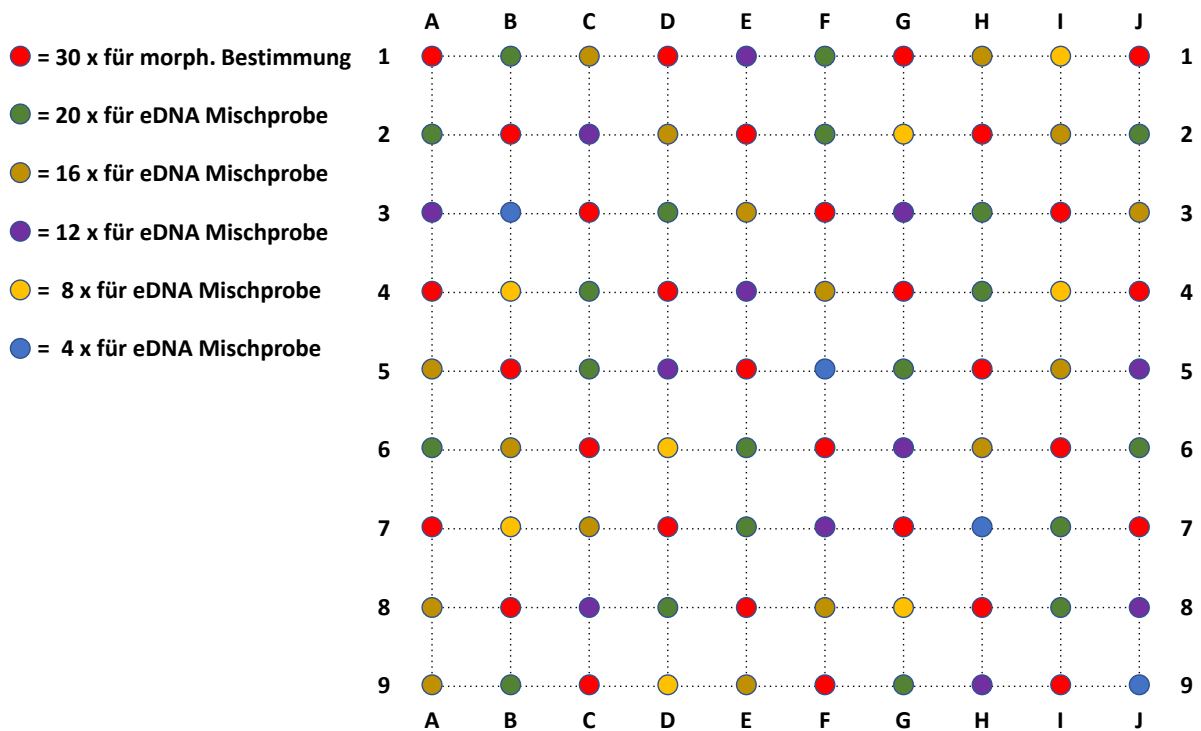 A B C D E F G H I J
= 30 x für morph. Bestimmung
1 1
= 20 x für eDNA Mischprobe
2 2
= 16 x für eDNA Mischprobe
3 3
= 12 x für eDNA Mischprobe
= 8 x für eDNA Mischprobe
4 4
= 4 x für eDNA Mischprobe
5 5
6 6
7 7
8 8
9 9
A B C D E F G H I J